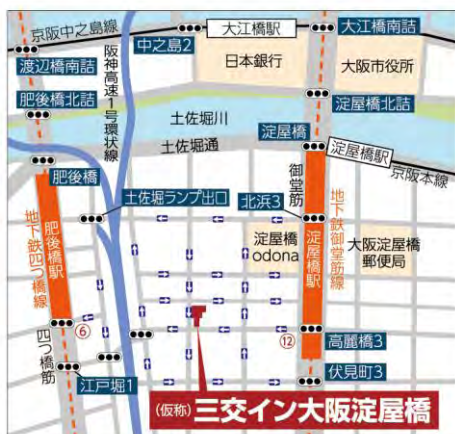 京阪中之島線
中之島2
大江橋駅
大江橋南詰
渡辺橋南詰
阪神高速1号環状線
日本銀行
大阪市役所
肥後橋北詰
淀屋橋北詰
土佐堀川
土佐堀通
淀屋橋
淀屋橋駅
京阪本線
肥後橋
土佐堀ランプ出口
御堂筋
北浜3
地下鉄四つ橋線
肥後橋駅
淀屋橋
odona
淀屋橋駅
地下鉄御堂筋線
大阪淀屋橋
郵便局
⑥
⑫
高麗橋3
四つ橋筋
江戸堀1
伏見町3
(仮称)三交イン大阪淀屋橋